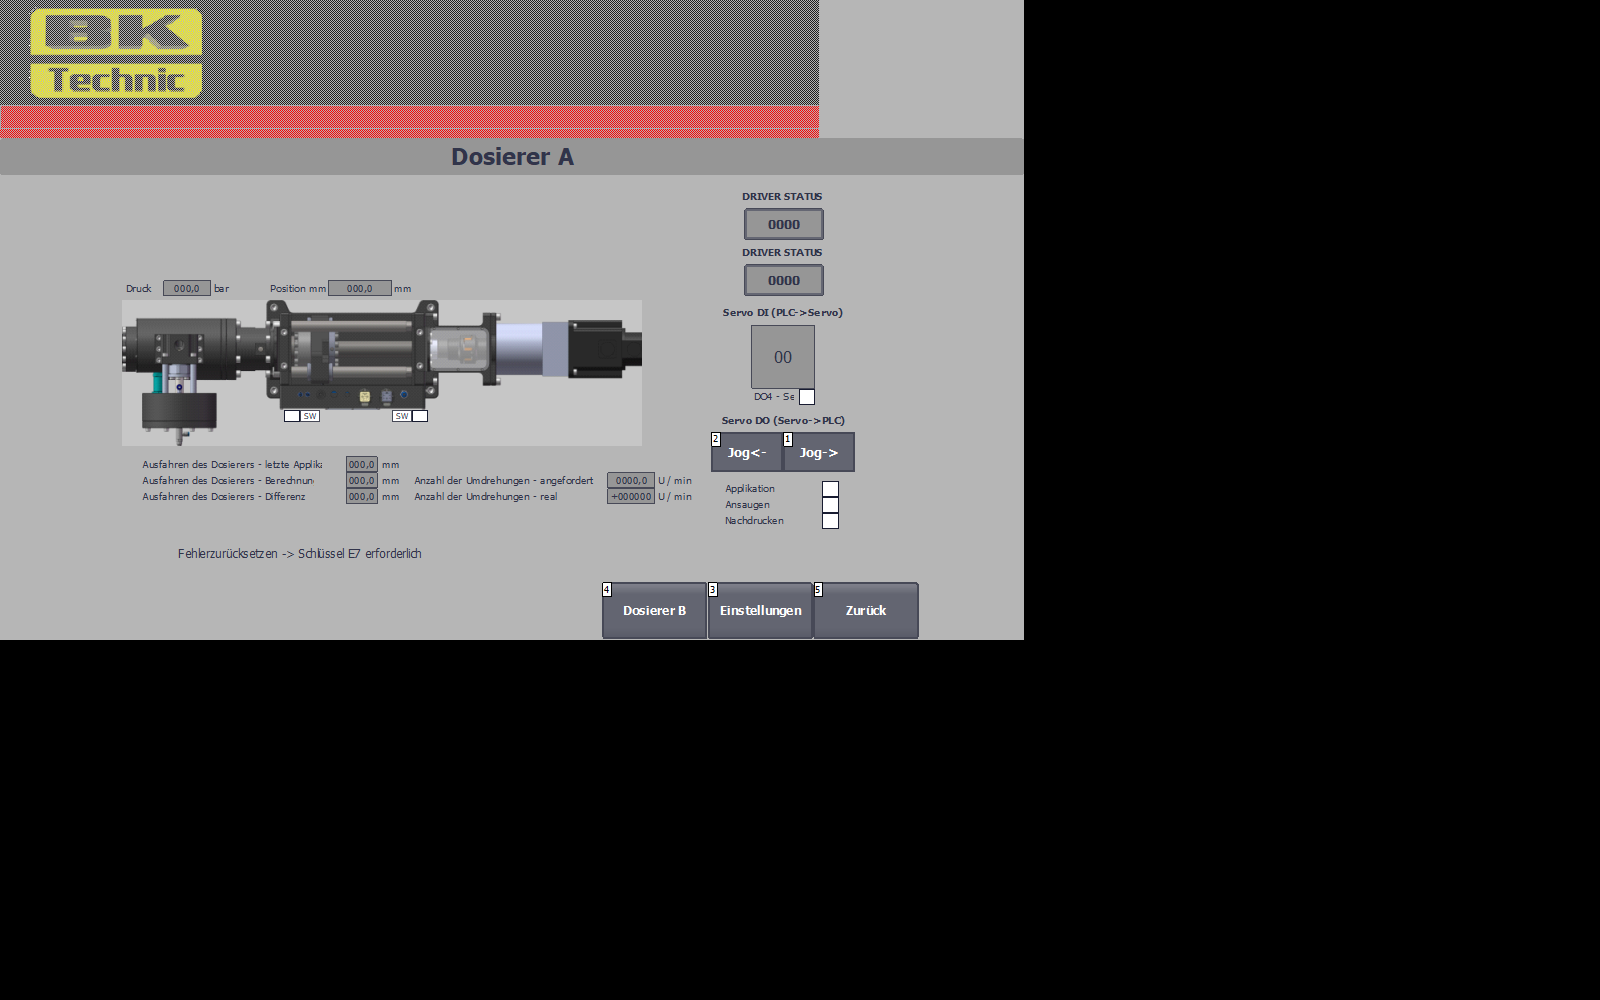 BK
Technic
Dosierer A
DRIVER STATUS
0000
DRIVER STATUS
0000
Druck 000,0 bar Position mm 000,0 mm
Servo DI (PLC->Servo)
00
DO4 - Se
SW SW
Servo DO (Servo->PLC)
2 Jog<- 1 Jog->
Ausfahren des Dosierers - letzte Applika 000,0 mm
Ausfahren des Dosierers - Berechnun 000,0 mm Anzahl der Umdrehungen - angefordert 0000,0 U / min
Ausfahren des Dosierers - Differenz 000,0 mm Anzahl der Umdrehungen - real +000000 U / min
Applikation
Ansaugen
Nachdrucken
Fehlerzurücksetzen -> Schlüssel E7 erforderlich
4 Dosierer B 3 Einstellungen 5 Zurück